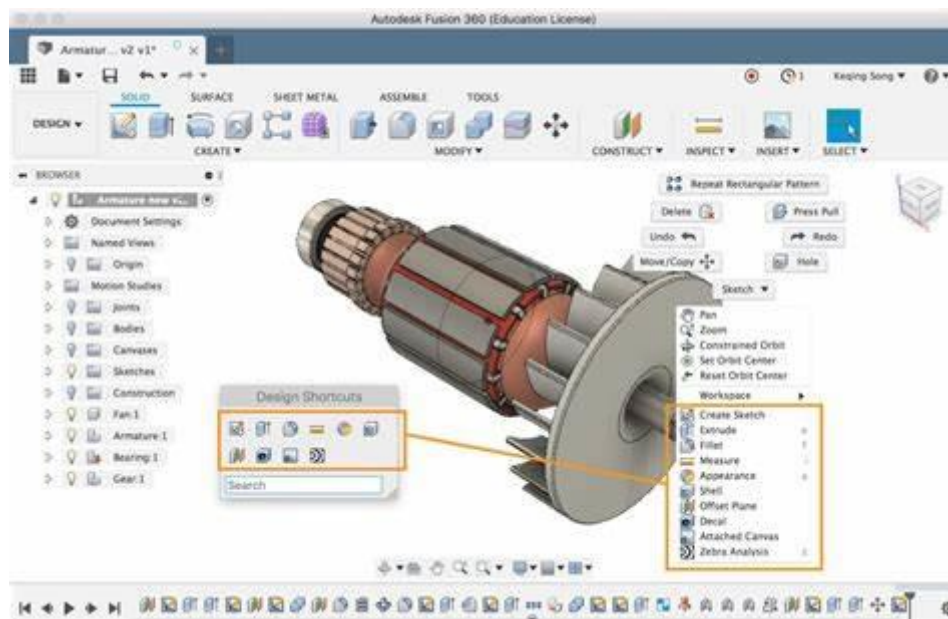 Autodesk Fusion 360 (Education License)
Armatur... v2 v1*
1 Keqing Song
SOLID SURFACE SHEET METAL ASSEMBLE TOOLS
DESIGN
CREATE MODIFY CONSTRUCT INSPECT INSERT SELECT
BROWSER
Armature new v...
Document Settings
Named Views
Origin
Motion Studies
Joints
Bodies
Canvases
Sketches
Construction
Fan:1
Armature:1
Bearing:1
Gear:1
Design Shortcuts
Search
Repeat Rectangular Pattern
Delete Press Pull
Undo Redo
Move/Copy Hole
Sketch
Pan
Zoom
Constrained Orbit
Set Orbit Center
Reset Orbit Center
Workspace
Create Sketch
Extrude
Fillet
Measure
Appearance
Shell
Offset Plane
Decal
Attached Canvas
Zebra Analysis